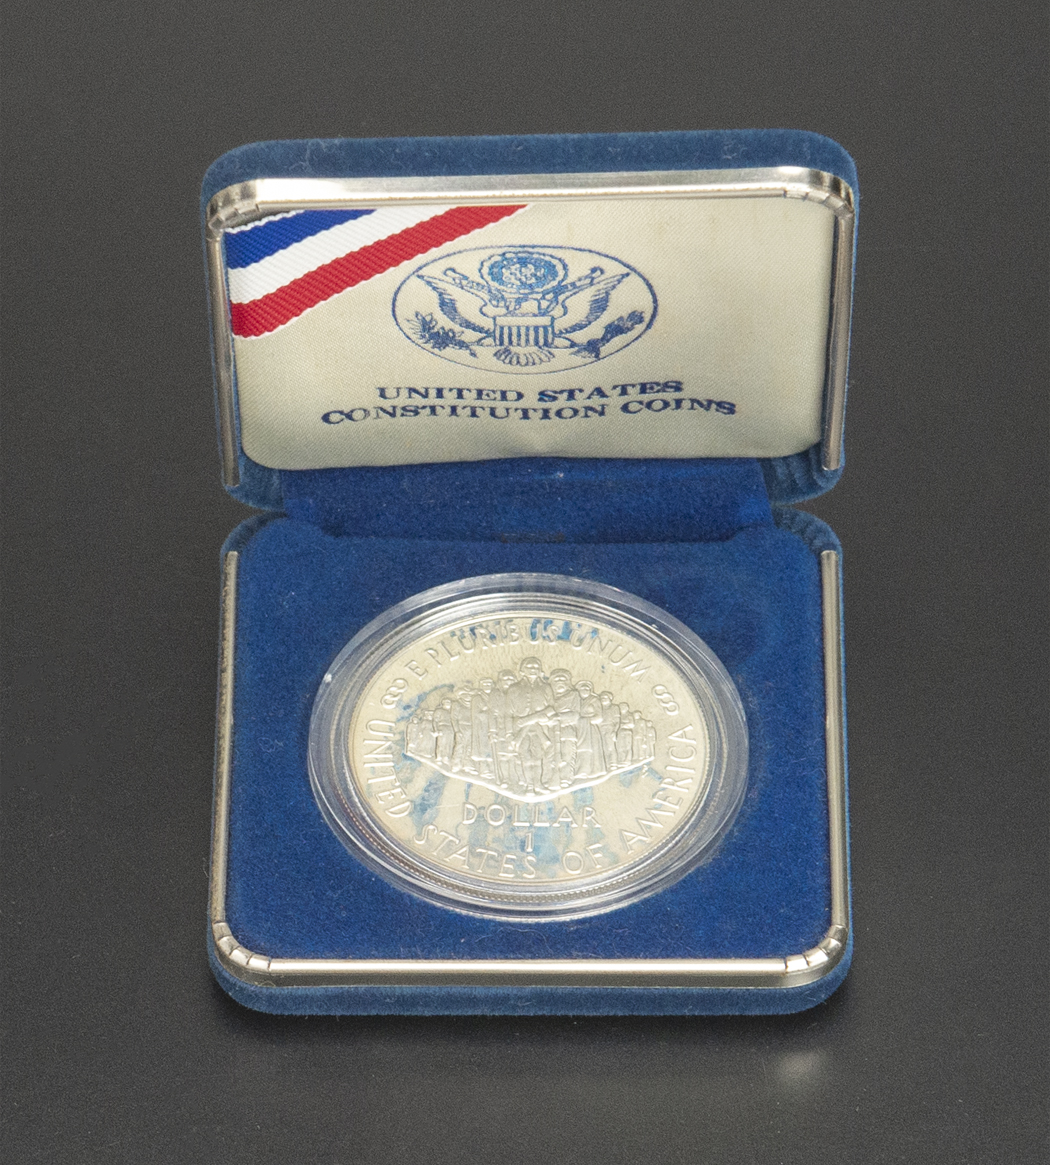 UNITED STATES
CONSTITUTION COINS
E PLURIBUS UNUM
DOLLAR
1
UNITED STATES OF AMERICA